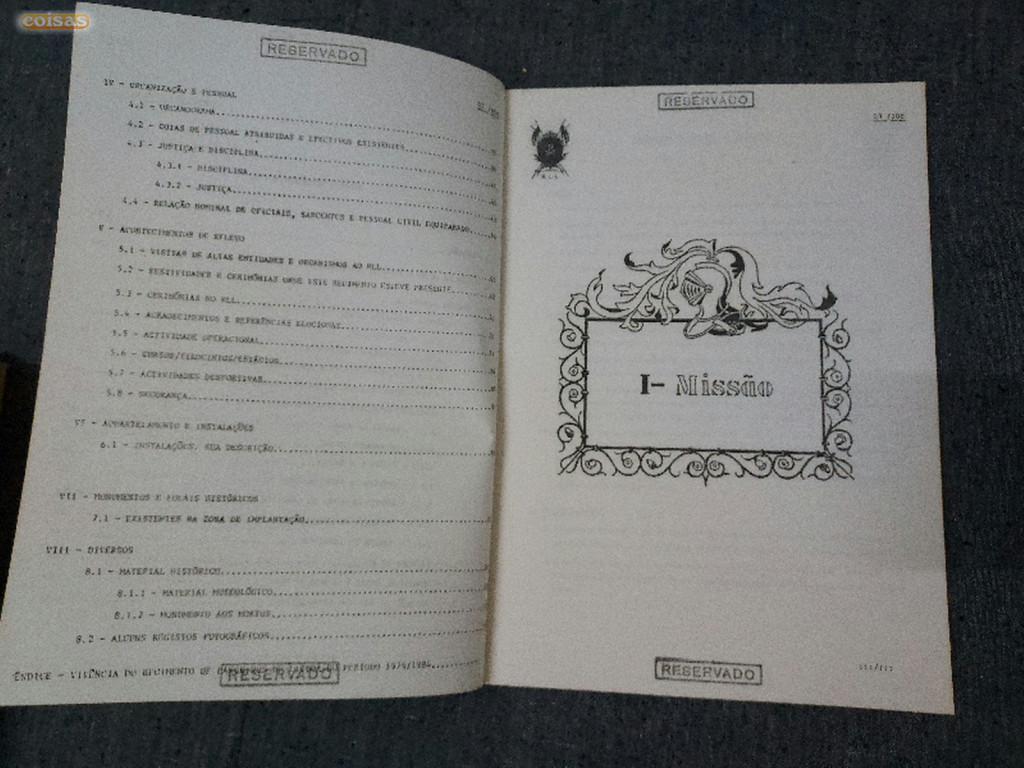 coisas
RESERVADO
IV - ORGANIZAÇÃO E PESSOAL
4.1 - ORGANOGRAMA
4.2 - DE PESSOAL ATRIBUIDAS E EFECTIVOS EXISTENTES
4.3 - JUSTIÇA E DISCIPLINA
4.3.1 - DISCIPLINA
4.3.2 - JUSTIÇA
4.4 - RELAÇÃO NOMINAL DE OFICIAIS, SARGENTOS E PESSOAL CIVIL EQUIPARADO
V - ACONTECIMENTOS DE RELEVO
5.1 - VISITAS DE ALTAS ENTIDADES E ORGANISMOS AO RLL
5.2 - FESTIVIDADES E CERIMÓNIAS ONDE ESTE REGIMENTO ESTEVE PRESENTE
5.3 - CERIMÓNIAS NO RLL
5.4 - AGRADECIMENTOS E REFERÊNCIAS ELOGIOSAS
5.5 - ACTIVIDADE OPERACIONAL
5.6 - CURSOS/TIROCINIOS/ESTÁGIOS
5.7 - ACTIVIDADES DESPORTIVAS
5.8 - SEGURANÇA
VI - AQUARTELAMENTO E INSTALAÇÕES
6.1 - INSTALAÇÕES, SUA DESCRIÇÃO
VII - MONUMENTOS E LOCAIS HISTÓRICOS
7.1 - EXISTENTES NA ZONA DE IMPLANTAÇÃO
VIII - DIVERSOS
8.1 - MATERIAL HISTÓRICO
8.1.1 - MATERIAL MUSEOLÓGICO
8.1.2 - MONUMENTO AOS MORTOS
8.2 - ALGUNS REGISTOS FOTOGRÁFICOS
ÍNDICE - VIVÊNCIA DO REGIMENTO DE PERIODO
RESERVADO
RESERVADO
R L L
I- Missão
RESERVADO